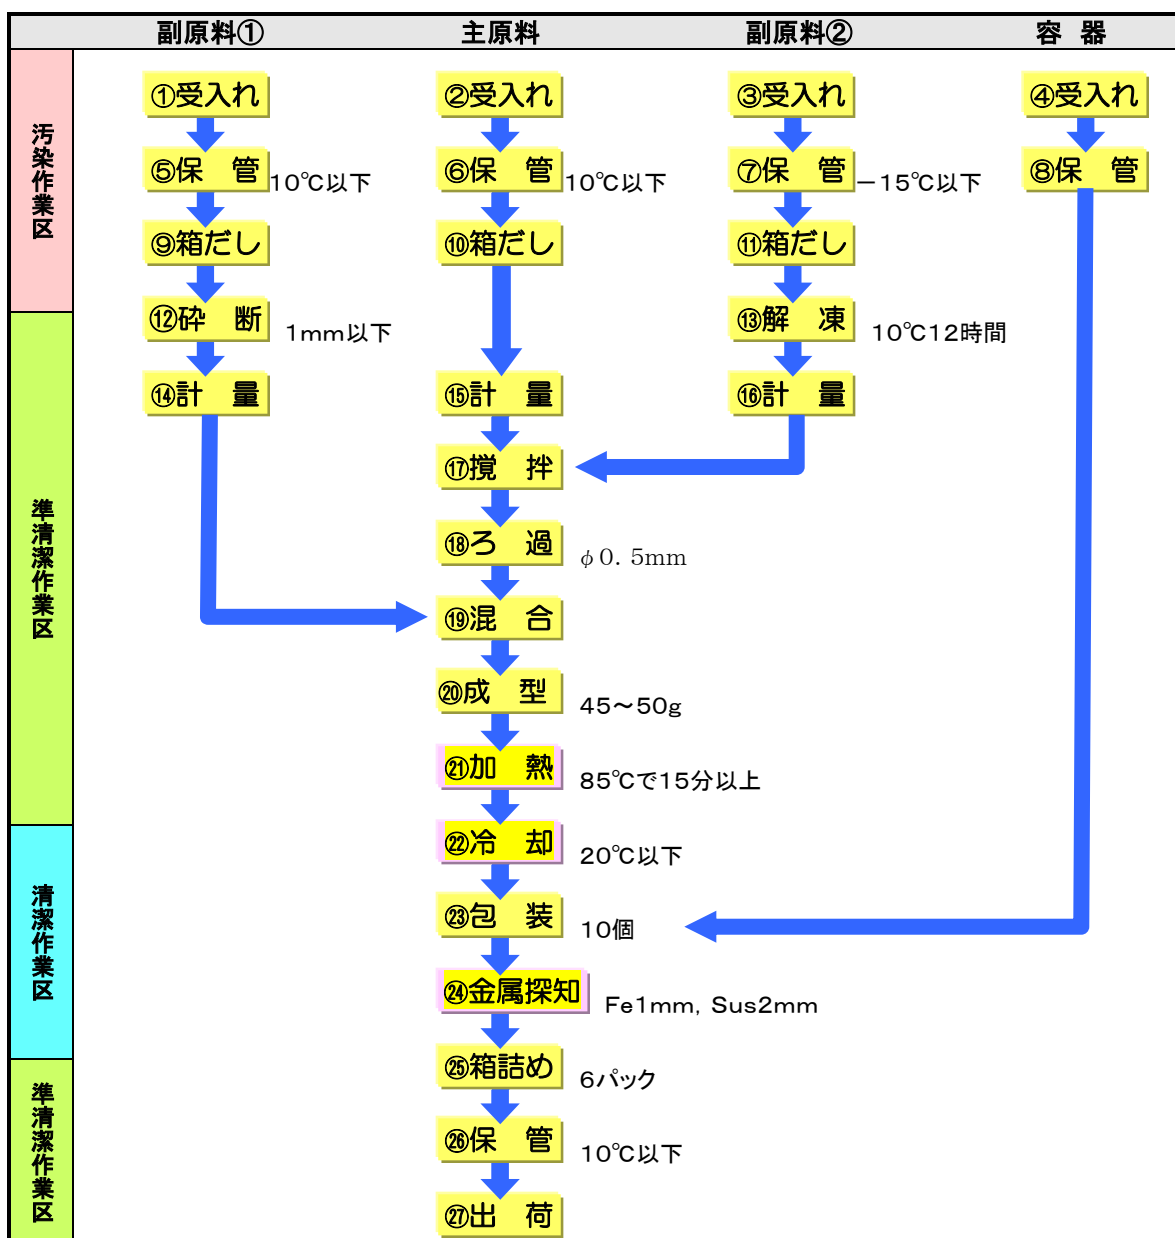 副原料① 主原料 副原料② 容 器
汚染作業区
①受入れ ②受入れ ③受入れ ④受入れ
⑤保 管 10℃以下 ⑥保 管 10℃以下 ⑦保 管 －15℃以下 ⑧保 管
⑨箱だし ⑩箱だし ⑪箱だし
準清潔作業区
⑫砕 断 1mm以下 ⑬解 凍 10℃12時間
⑭計 量 ⑮計 量 ⑯計 量
⑰撹 拌
⑱ろ 過 φ0．5mm
⑲混 合
⑳成 型 45～50g
㉑加 熱 85℃で15分以上
清潔作業区
㉒冷 却 20℃以下
㉓包 装 10個
㉔金属探知 Fe1mm，Sus2mm
準清潔作業区
㉕箱詰め 6パック
㉖保 管 10℃以下
㉗出 荷